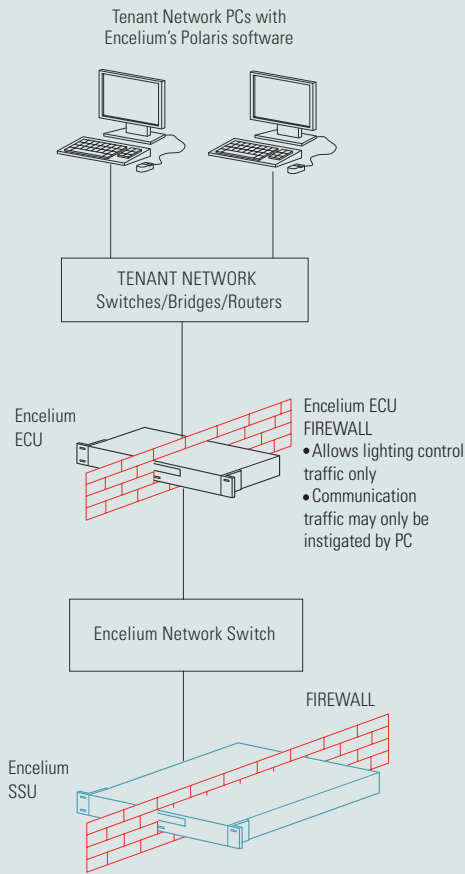 Tenant Network PCs with
Encelium's Polaris software
TENANT NETWORK
Switches/Bridges/Routers
Encelium
ECU
Encelium ECU
FIREWALL
• Allows lighting control
traffic only
• Communication
traffic may only be
instigated by PC
Encelium Network Switch
FIREWALL
Encelium
SSU